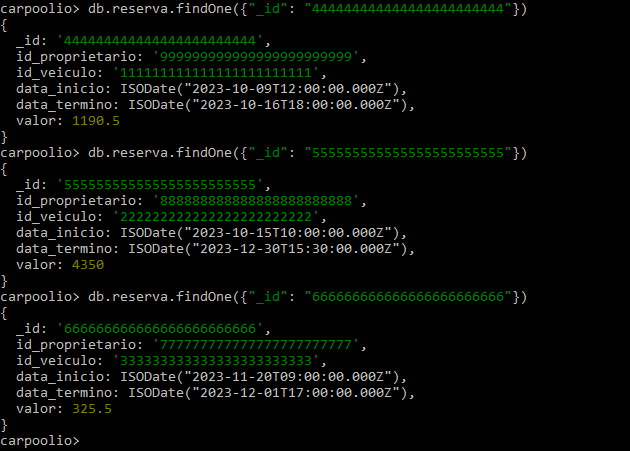 carpoolio> db.reserva.findOne({"_id": "444444444444444444444444"})
{
  _id: '444444444444444444444444',
  id_proprietario: '999999999999999999999999',
  id_veiculo: '111111111111111111111111',
  data_inicio: ISODate("2023-10-09T12:00:00.000Z"),
  data_termino: ISODate("2023-10-16T18:00:00.000Z"),
  valor: 1190.5
}
carpoolio> db.reserva.findOne({"_id": "555555555555555555555555"})
{
  _id: '555555555555555555555555',
  id_proprietario: '888888888888888888888888',
  id_veiculo: '222222222222222222222222',
  data_inicio: ISODate("2023-10-15T10:00:00.000Z"),
  data_termino: ISODate("2023-12-30T15:30:00.000Z"),
  valor: 4350
}
carpoolio> db.reserva.findOne({"_id": "666666666666666666666666"})
{
  _id: '666666666666666666666666',
  id_proprietario: '777777777777777777777777',
  id_veiculo: '333333333333333333333333',
  data_inicio: ISODate("2023-11-20T09:00:00.000Z"),
  data_termino: ISODate("2023-12-01T17:00:00.000Z"),
  valor: 325.5
}
carpoolio>